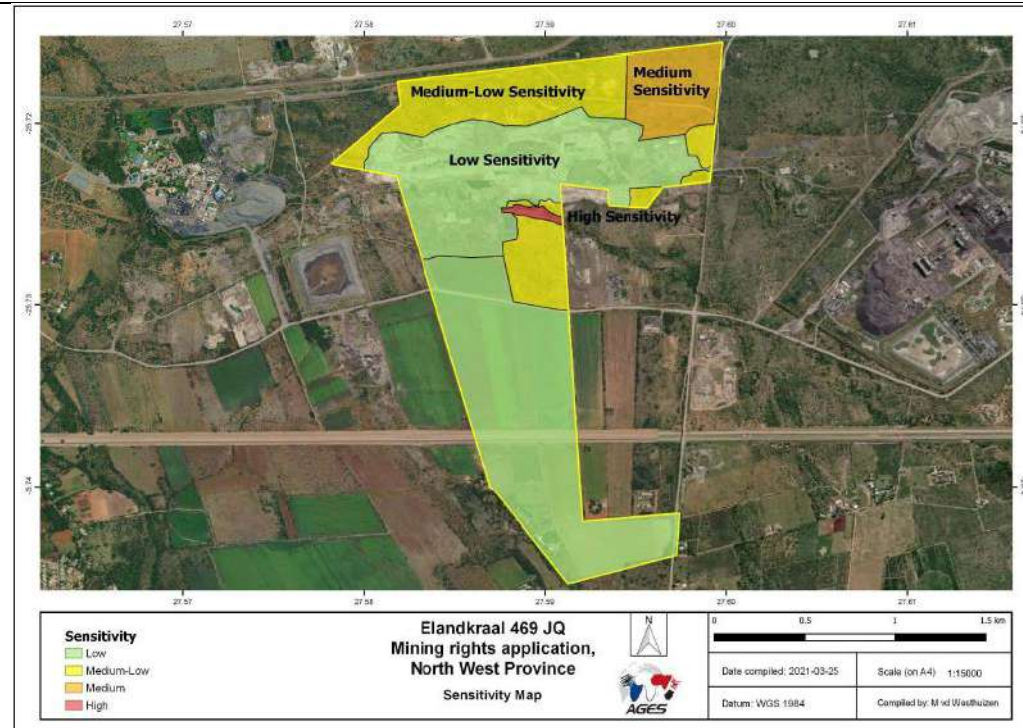 27.57 27.58 27.59 27.60 27.61
Medium
Sensitivity
Medium-Low Sensitivity
-25.72
Low Sensitivity
High Sensitivity
-25.73
27.57 27.58 27.59 27.60 27.61
Sensitivity
Low
Medium-Low
Medium
High
Elandkraal 469 JQ
Mining rights application,
North West Province
Sensitivity Map
N
AGES
0 0.5 1 1.5 km
Date compiled: 2021-03-25
Scale (on A4) 1:15000
Datum: WGS 1984
Compiled by: Westhuizen